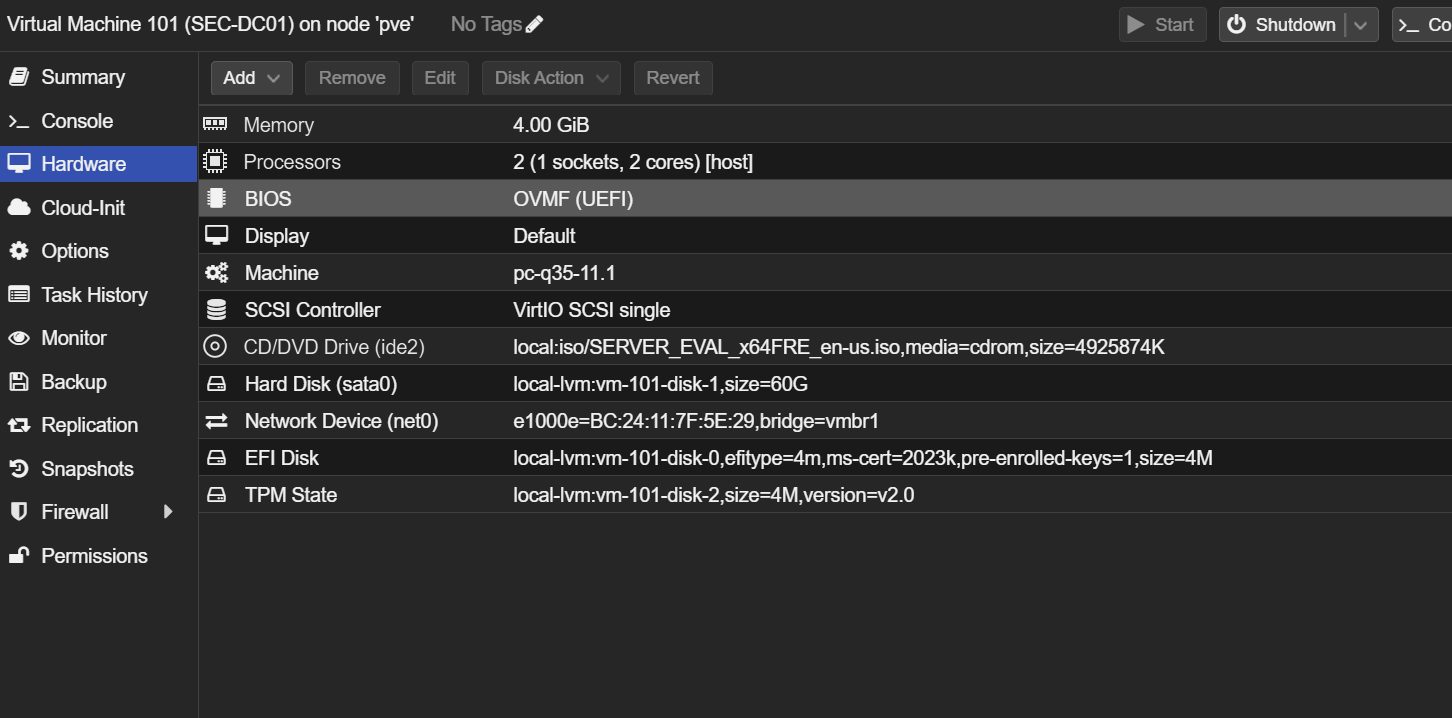 Virtual Machine 101 (SEC-DC01) on node 'pve' No Tags Start Shutdown Co
Summary
Console
Hardware
Cloud-Init
Options
Task History
Monitor
Backup
Replication
Snapshots
Firewall
Permissions
Add Remove Edit Disk Action Revert
Memory 4.00 GiB
Processors 2 (1 sockets, 2 cores) [host]
BIOS OVMF (UEFI)
Display Default
Machine pc-q35-11.1
SCSI Controller VirtIO SCSI single
CD/DVD Drive (ide2) local:iso/SERVER_EVAL_x64FRE_en-us.iso,media=cdrom,size=4925874K
Hard Disk (sata0) local-lvm:vm-101-disk-1,size=60G
Network Device (net0) e1000e=BC:24:11:7F:5E:29,bridge=vmbr1
EFI Disk local-lvm:vm-101-disk-0,efitype=4m,ms-cert=2023k,pre-enrolled-keys=1,size=4M
TPM State local-lvm:vm-101-disk-2,size=4M,version=v2.0